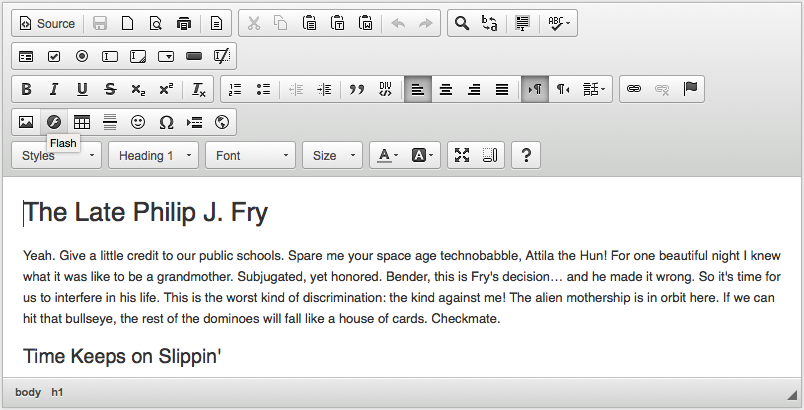 Source
ABC
B I U S x₂ x² Tx
DIV
Flash
Styles Heading 1 Font Size A A ?
The Late Philip J. Fry
Yeah. Give a little credit to our public schools. Spare me your space age technobabble, Attila the Hun! For one beautiful night I knew
what it was like to be a grandmother. Subjugated, yet honored. Bender, this is Fry's decision… and he made it wrong. So it's time for
us to interfere in his life. This is the worst kind of discrimination: the kind against me! The alien mothership is in orbit here. If we can
hit that bullseye, the rest of the dominoes will fall like a house of cards. Checkmate.
Time Keeps on Slippin'
body h1